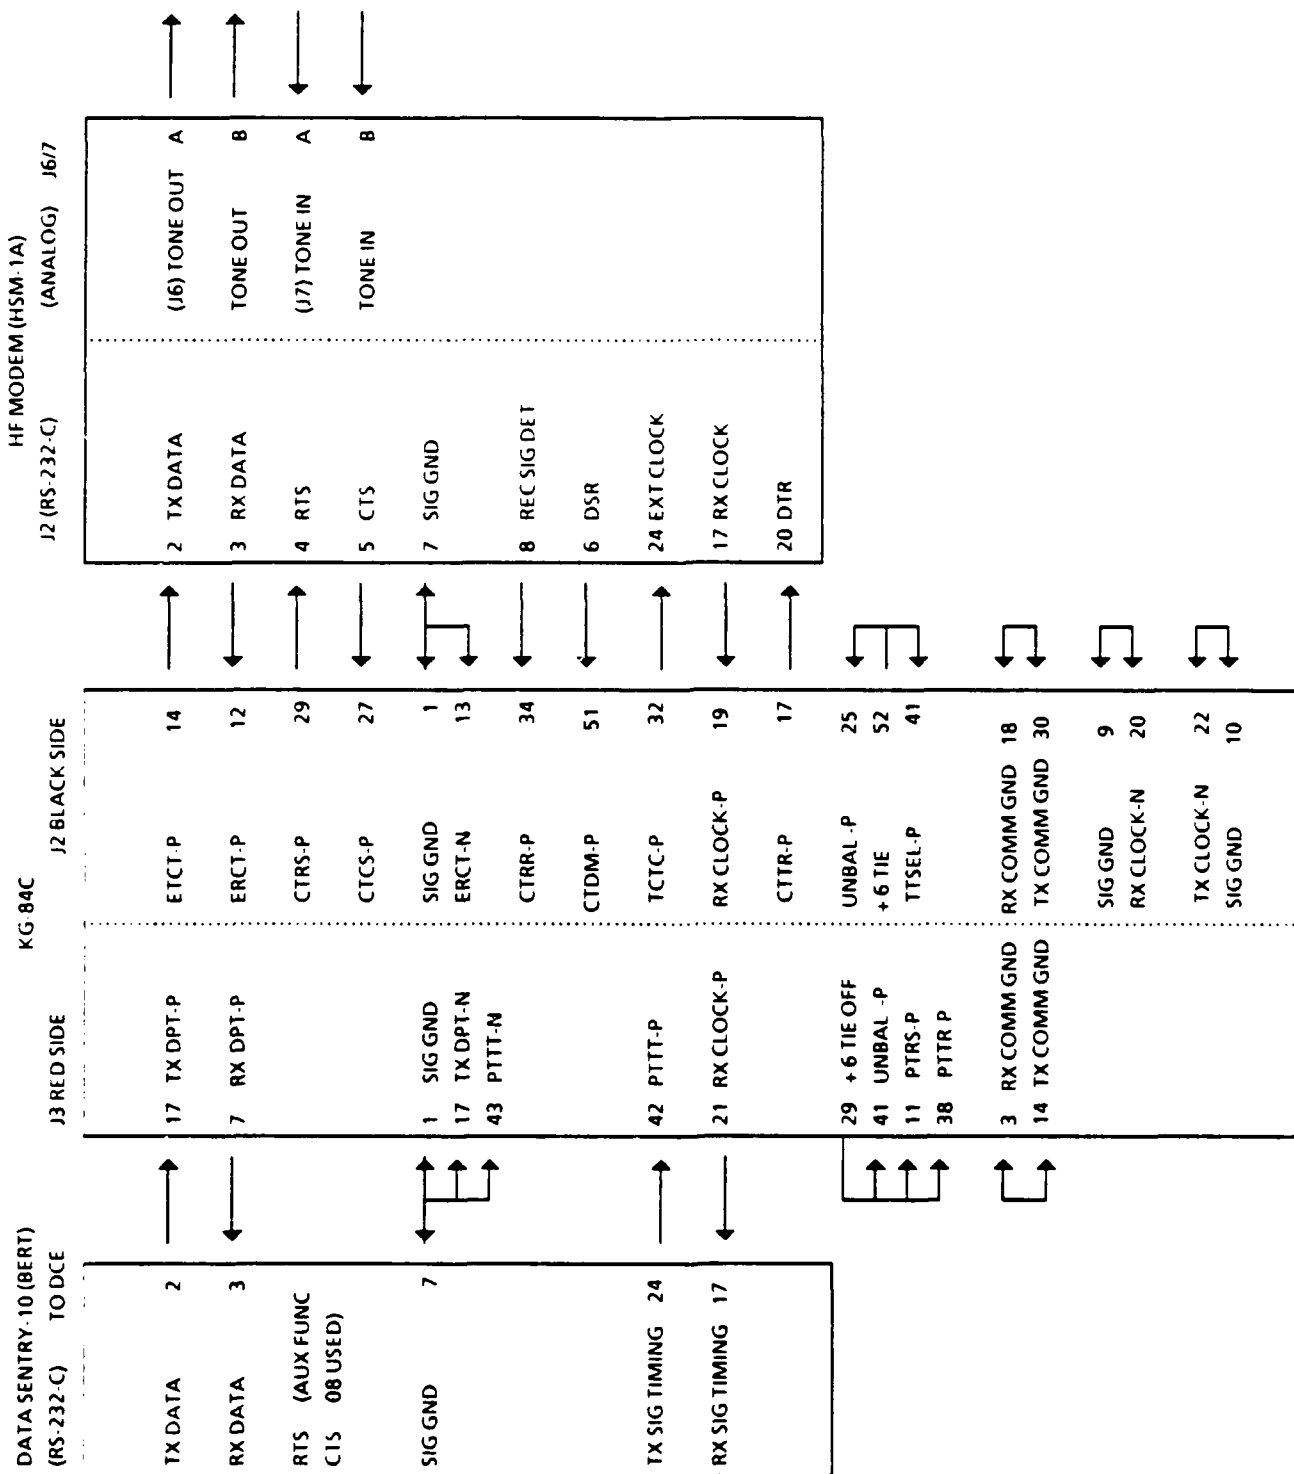 DATA SENTRY-10 (BERT)
(RS-232-C) TO DCE
TX DATA 2
RX DATA 3
RTS (AUX FUNC
CTS 08 USED)
SIG GND 7
TX SIG TIMING 24
RX SIG TIMING 17
KG-84C
J3 RED SIDE J2 BLACK SIDE
17 TX DPT-P ETCT-P 14
7 RX DPT-P ERCT-P 12
CTRS-P 29
CTCS-P 27
1 SIG GND SIG GND 1
17 TX DPT-N ERCT-N 13
43 PTTT-N
CTRR-P 34
CTDM-P 51
42 PTTT-P TCTC-P 32
21 RX CLOCK-P RX CLOCK-P 19
CTTR-P 17
29 +6 TIE OFF UNBAL-P 25
41 UNBAL-P +6 TIE 52
11 PTRS-P TTSEL-P 41
38 PTTR P
3 RX COMM GND RX COMM GND 18
14 TX COMM GND TX COMM GND 30
SIG GND 9
RX CLOCK-N 20
TX CLOCK-N 22
SIG GND 10
HF MODEM (HSM-1A)
J2 (RS-232-C) (ANALOG) J6/7
2 TX DATA (J6) TONE OUT A
3 RX DATA TONE OUT B
4 RTS (J7) TONE IN A
5 CTS TONE IN B
7 SIG GND
8 REC SIG DET
6 DSR
24 EXT CLOCK
17 RX CLOCK
20 DTR